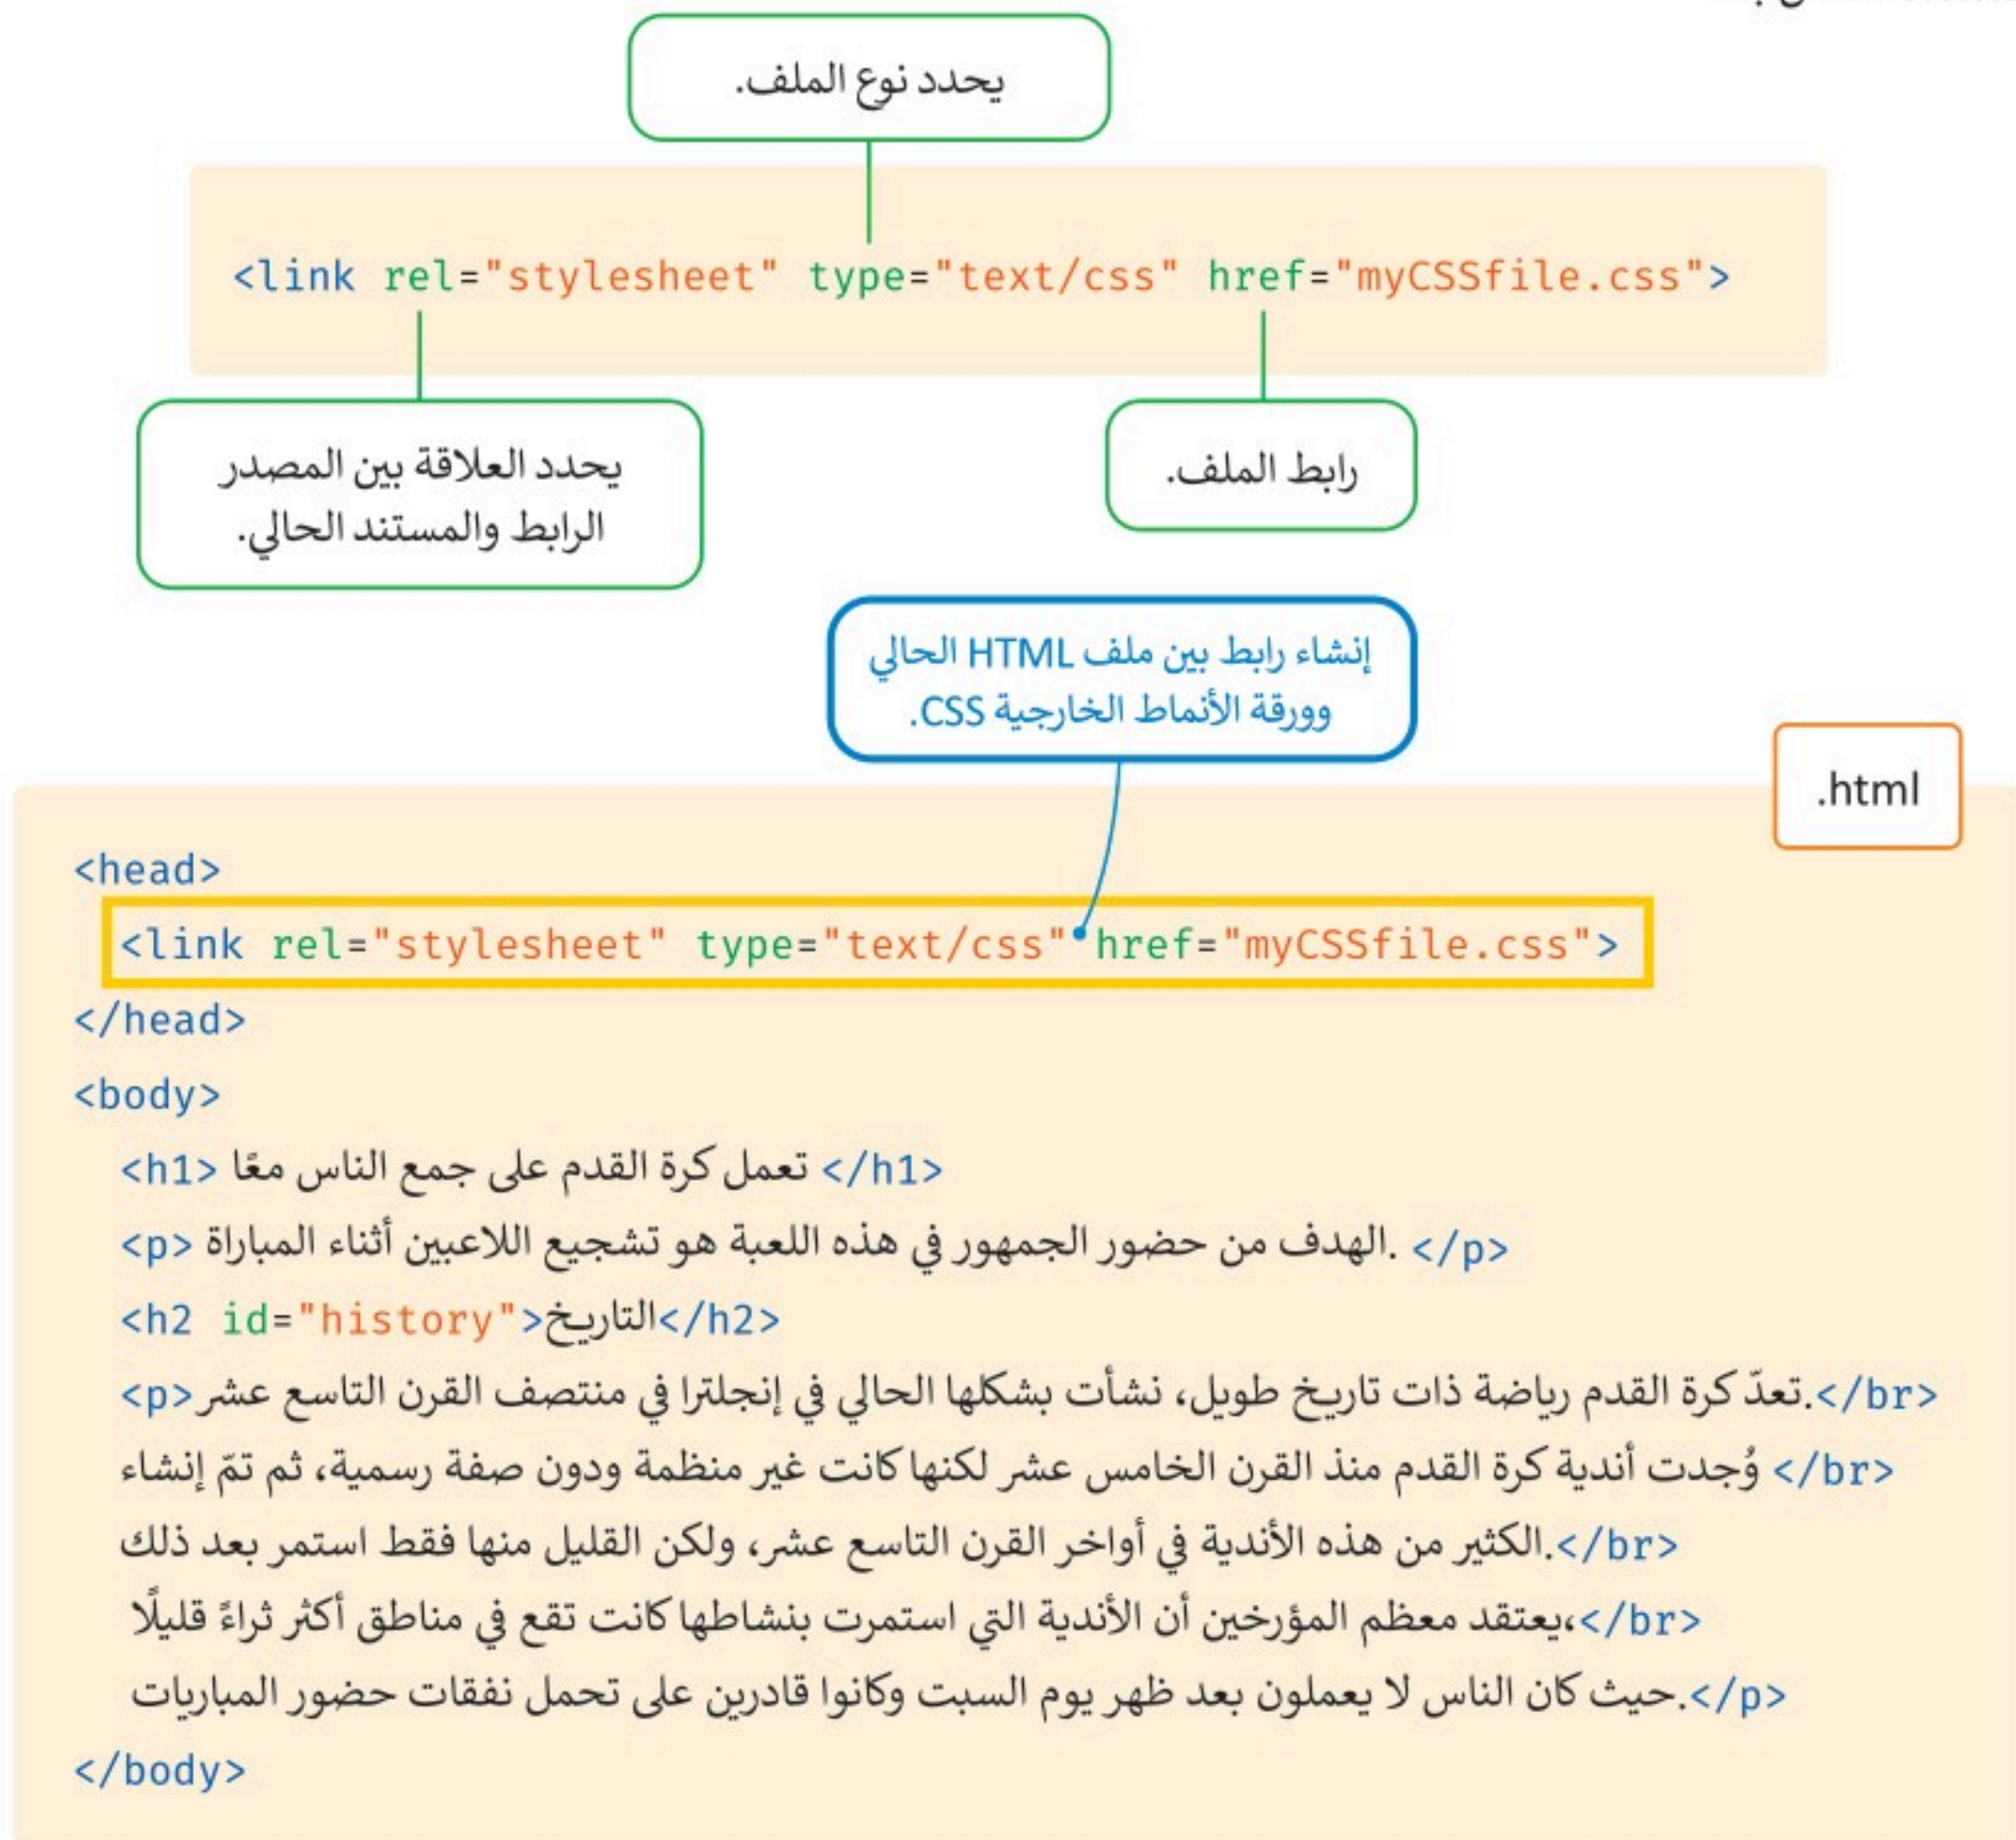 يحدد نوع الملف.
<link rel="stylesheet" type="text/css" href="myCSSfile.css">
يحدد العلاقة بين المصدر
الرابط والمستند الحالي.
رابط الملف.
إنشاء رابط بين ملف HTML الحالي
وورقة الأنماط الخارجية CSS.
.html
<head>
<link rel="stylesheet" type="text/css" href="myCSSfile.css">
</head>
<body>
<h1> تعمل كرة القدم على جمع الناس معًا </h1>
<p> الهدف من حضور الجمهور في هذه اللعبة هو تشجيع اللاعبين أثناء المباراة. </p>
<h2 id="history">التاريخ</h2>
<p>تعدّ كرة القدم رياضة ذات تاريخ طويل، نشأت بشكلها الحالي في إنجلترا في منتصف القرن التاسع عشر.</br>
وُجدت أندية كرة القدم منذ القرن الخامس عشر لكنها كانت غير منظمة ودون صفة رسمية، ثم تمّ إنشاء </br>
الكثير من هذه الأندية في أواخر القرن التاسع عشر، ولكن القليل منها فقط استمر بعد ذلك.</br>
يعتقد معظم المؤرخين أن الأندية التي استمرت بنشاطها كانت تقع في مناطق أكثر ثراءً قليلًا،</br>
حيث كان الناس لا يعملون بعد ظهر يوم السبت وكانوا قادرين على تحمل نفقات حضور المباريات.</p>
</body>